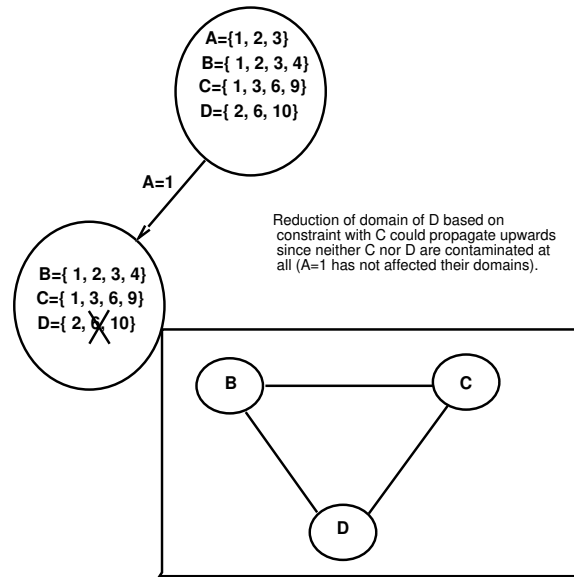 A={1, 2, 3}
B={ 1, 2, 3, 4}
C={ 1, 3, 6, 9}
D={ 2, 6, 10}
A=1
Reduction of domain of D based on
constraint with C could propagate upwards
since neither C nor D are contaminated at
all (A=1 has not affected their domains).
B={ 1, 2, 3, 4}
C={ 1, 3, 6, 9}
D={ 2, 6, 10}
B
C
D